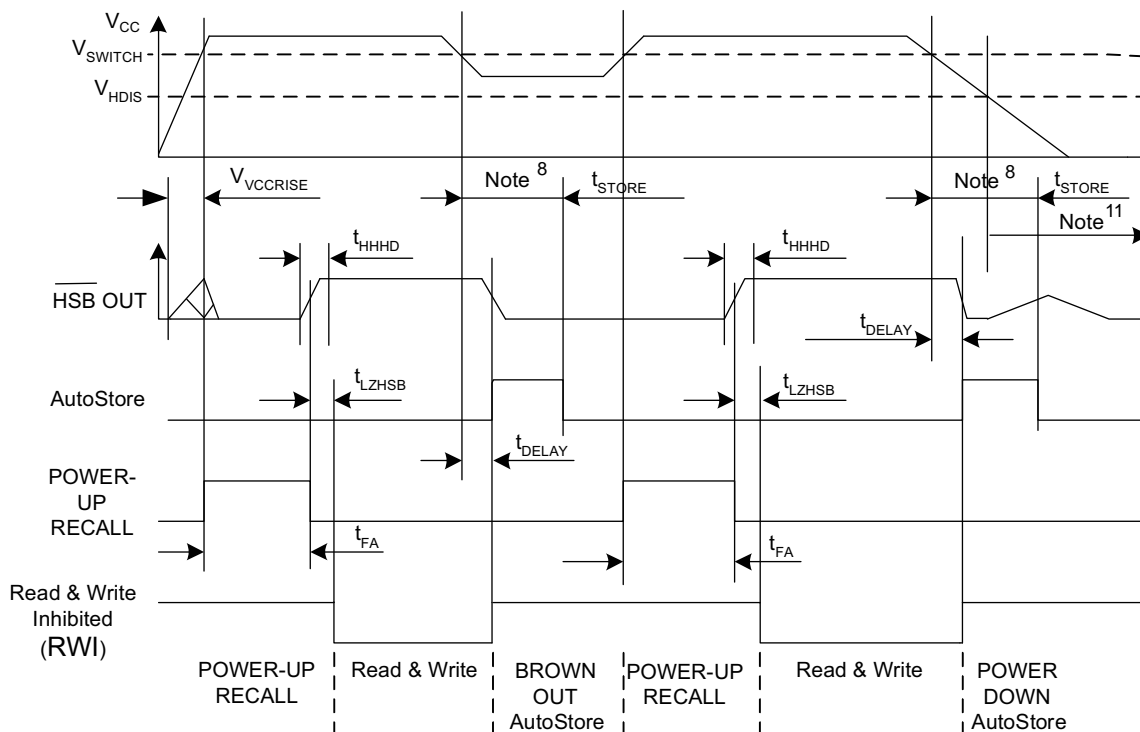 VCC
VSWITCH
VHDIS
VVCCRISE
Note 8
tSTORE
Note 8
tSTORE
Note 11
tHHHD
tHHHD
HSB OUT
tDELAY
tLZHSB
tLZHSB
AutoStore
tDELAY
POWER-
UP
RECALL
tFA
tFA
Read & Write
Inhibited
(RWI)
POWER-UP
RECALL
Read & Write
BROWN
OUT
AutoStore
POWER-UP
RECALL
Read & Write
POWER
DOWN
AutoStore